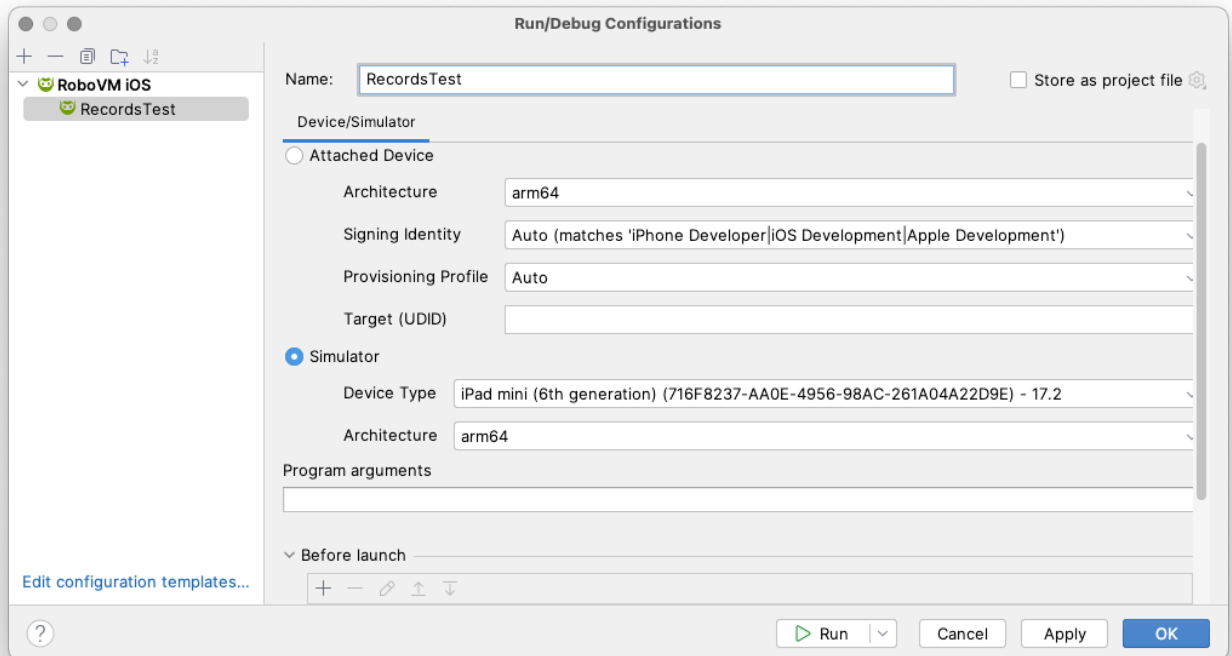 Run/Debug Configurations
RoboVM iOS
RecordsTest
Edit configuration templates...
Name: RecordsTest
Store as project file
Device/Simulator
Attached Device
Architecture arm64
Signing Identity Auto (matches 'iPhone Developer|iOS Development|Apple Development')
Provisioning Profile Auto
Target (UDID)
Simulator
Device Type iPad mini (6th generation) (716F8237-AA0E-4956-98AC-261A04A22D9E) - 17.2
Architecture arm64
Program arguments
Before launch
? Run Cancel Apply OK